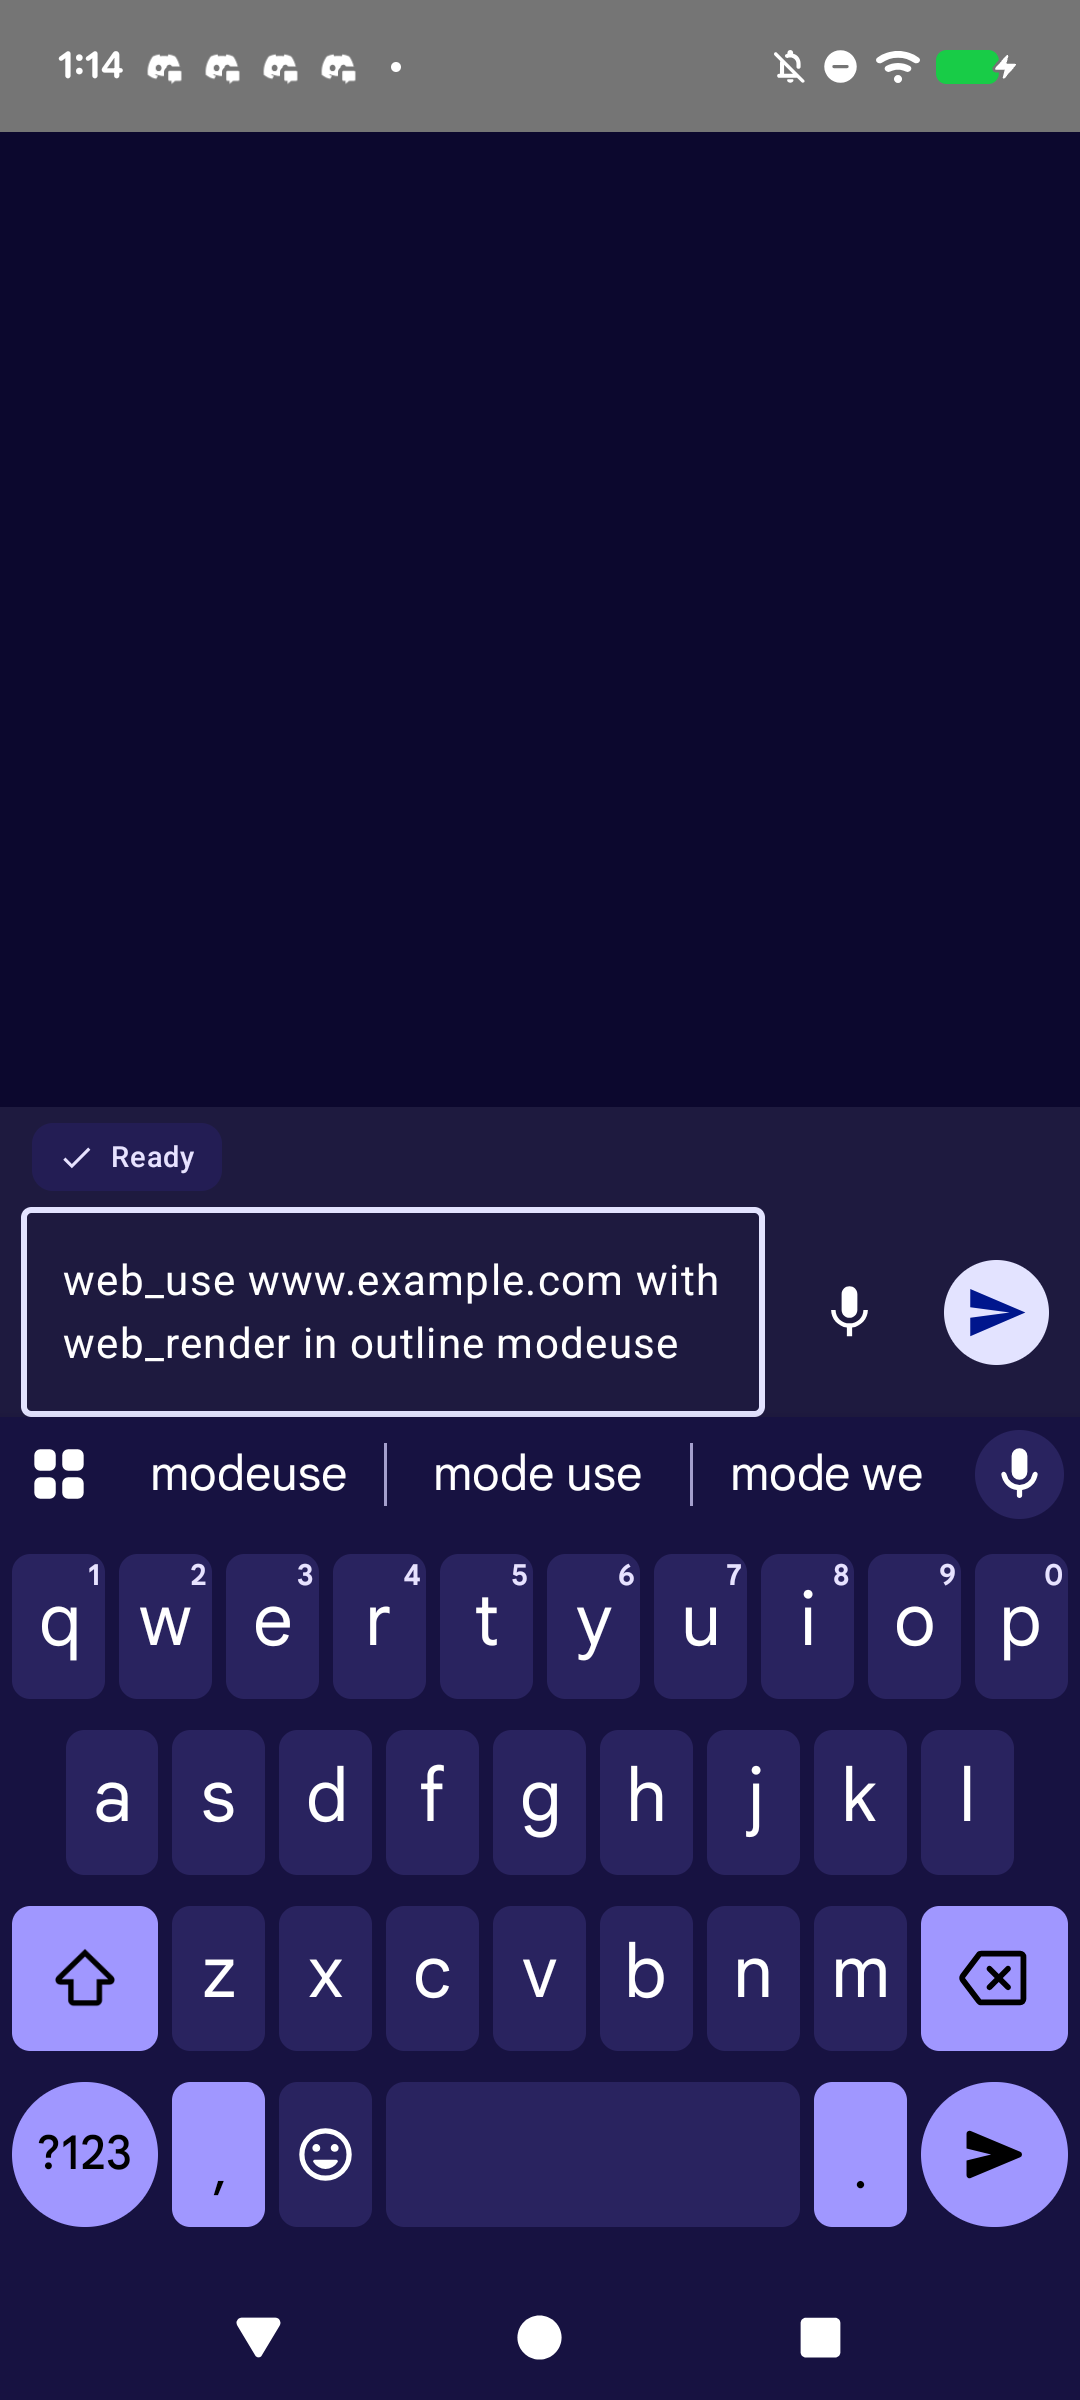 1:14
Ready
web_use www.example.com with
web_render in outline modeuse
modeuse mode use mode we
1 2 3 4 5 6 7 8 9 0
q w e r t y u i o p
a s d f g h j k l
z x c v b n m
?123 , .